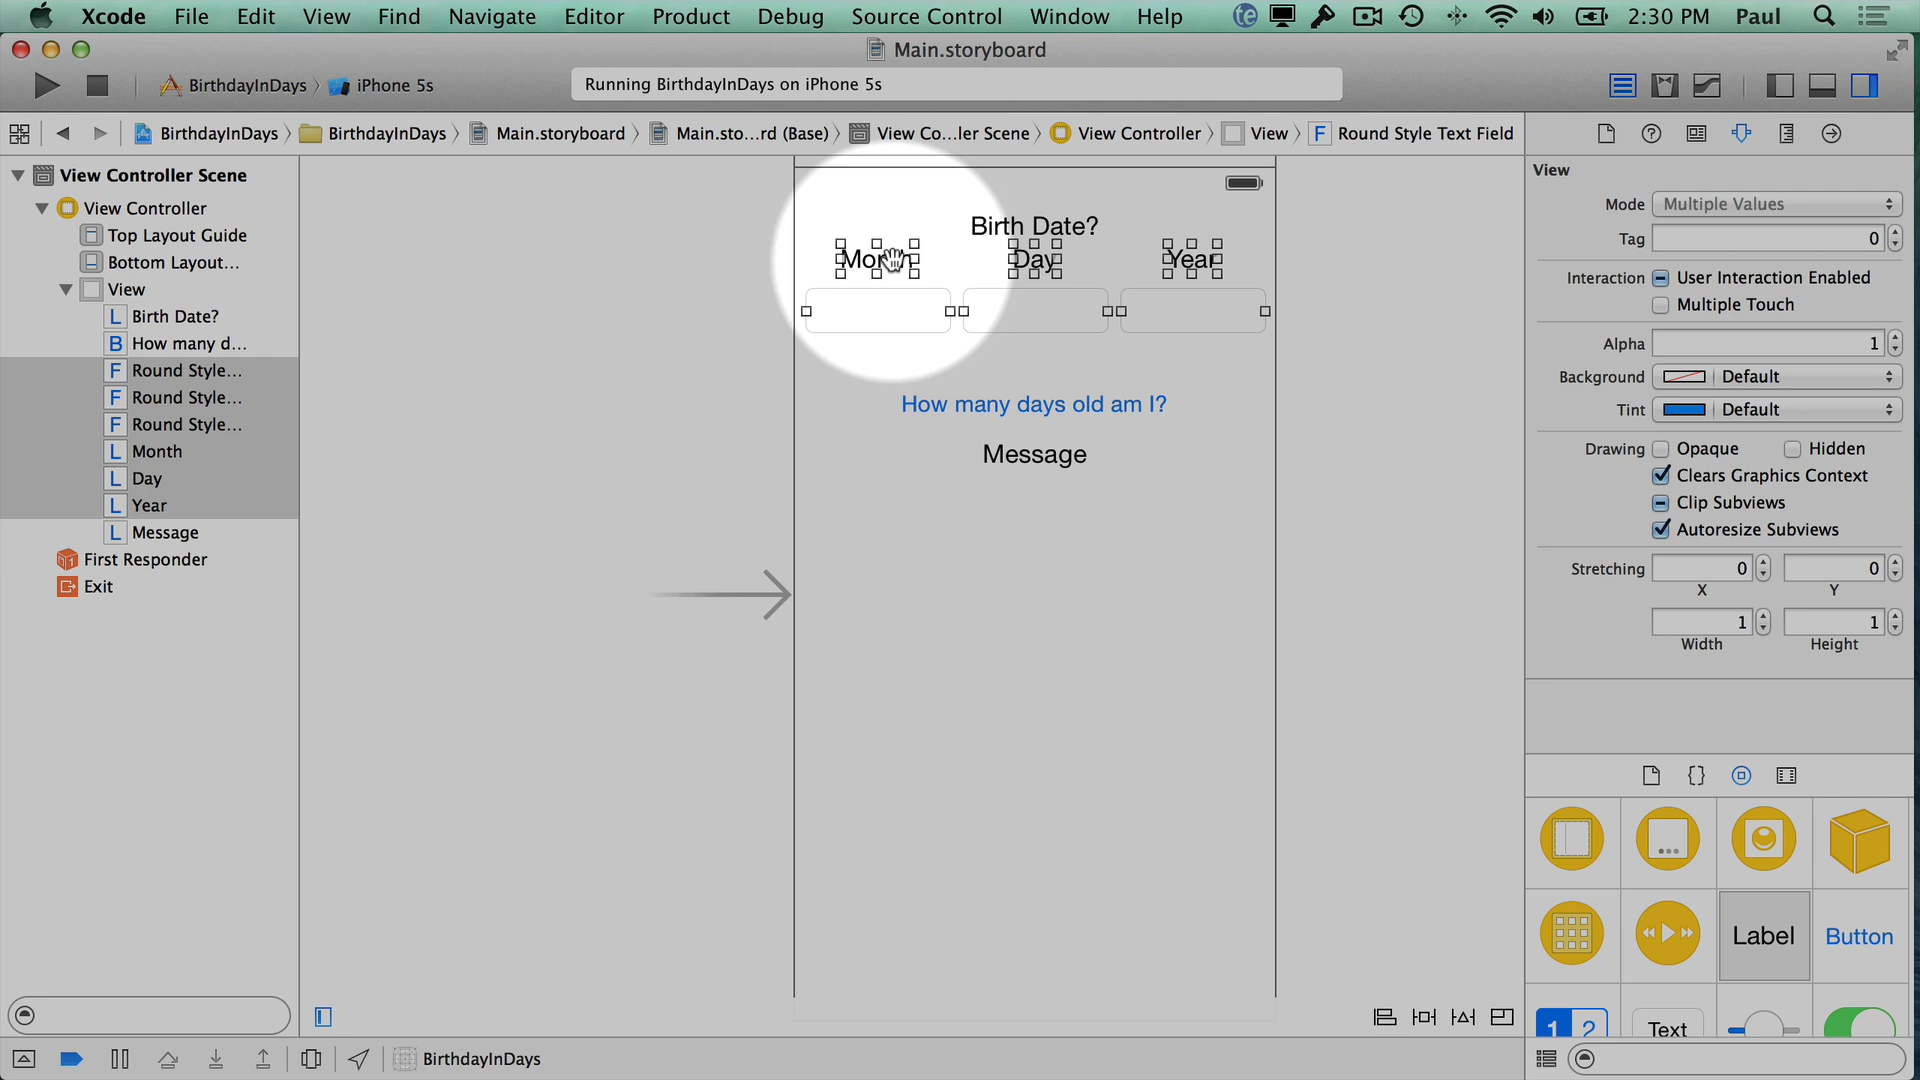 Xcode File Edit View Find Navigate Editor Product Debug Source Control Window Help te 2:30 PM Paul
Main.storyboard
BirthdayInDays iPhone 5s
Running BirthdayInDays on iPhone 5s
BirthdayInDays BirthdayInDays Main.storyboard Main.sto...rd (Base) View Co...ler Scene View Controller View F Round Style Text Field
View Controller Scene
View Controller
Top Layout Guide
Bottom Layout...
View
L Birth Date?
B How many d...
F Round Style...
F Round Style...
F Round Style...
L Month
L Day
L Year
L Message
First Responder
Exit
Birth Date?
Month Day Year
How many days old am I?
Message
View
Mode Multiple Values
Tag 0
Interaction User Interaction Enabled
Multiple Touch
Alpha 1
Background Default
Tint Default
Drawing Opaque Hidden
Clears Graphics Context
Clip Subviews
Autoresize Subviews
Stretching 0 0
X Y
1 1
Width Height
{}
Label Button
1 2 Text
BirthdayInDays